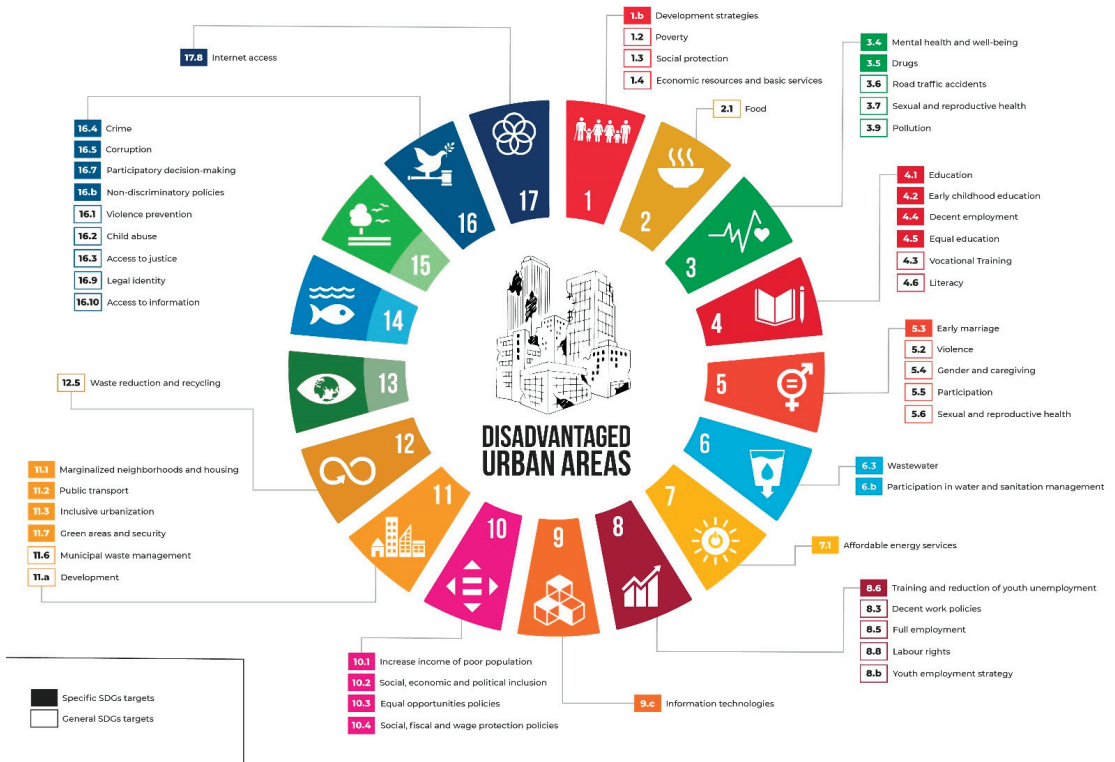 1.b Development strategies
1.2 Poverty
1.3 Social protection
1.4 Economic resources and basic services
2.1 Food
3.4 Mental health and well-being
3.5 Drugs
3.6 Road traffic accidents
3.7 Sexual and reproductive health
3.9 Pollution
4.1 Education
4.2 Early childhood education
4.4 Decent employment
4.5 Equal education
4.3 Vocational Training
4.6 Literacy
5.3 Early marriage
5.2 Violence
5.4 Gender and caregiving
5.5 Participation
5.6 Sexual and reproductive health
6.3 Wastewater
6.b Participation in water and sanitation management
7.1 Affordable energy services
8.6 Training and reduction of youth unemployment
8.3 Decent work policies
8.5 Full employment
8.8 Labour rights
8.b Youth employment strategy
9.c Information technologies
10.1 Increase income of poor population
10.2 Social, economic and political inclusion
10.3 Equal opportunities policies
10.4 Social, fiscal and wage protection policies
11.1 Marginalized neighborhoods and housing
11.2 Public transport
11.3 Inclusive urbanization
11.7 Green areas and security
11.6 Municipal waste management
11.a Development
12.5 Waste reduction and recycling
16.4 Crime
16.5 Corruption
16.7 Participatory decision-making
16.b Non-discriminatory policies
16.1 Violence prevention
16.2 Child abuse
16.3 Access to justice
16.9 Legal identity
16.10 Access to information
17.8 Internet access
1
2
3
4
5
6
7
8
9
10
11
12
13
14
15
16
17
DISADVANTAGED
URBAN AREAS
Specific SDGs targets
General SDGs targets